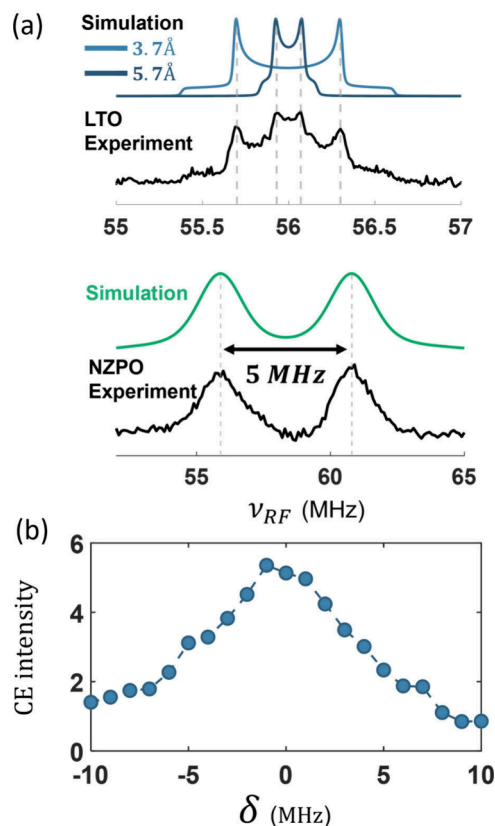 (a)
Simulation
3.7Å
5.7Å
LTO
Experiment
55 55.5 56 56.5 57
Simulation
5 MHz
NZPO
Experiment
55 60 65
ν_RF (MHz)
(b)
CE intensity
6
4
2
0
-10 -5 0 5 10
δ (MHz)